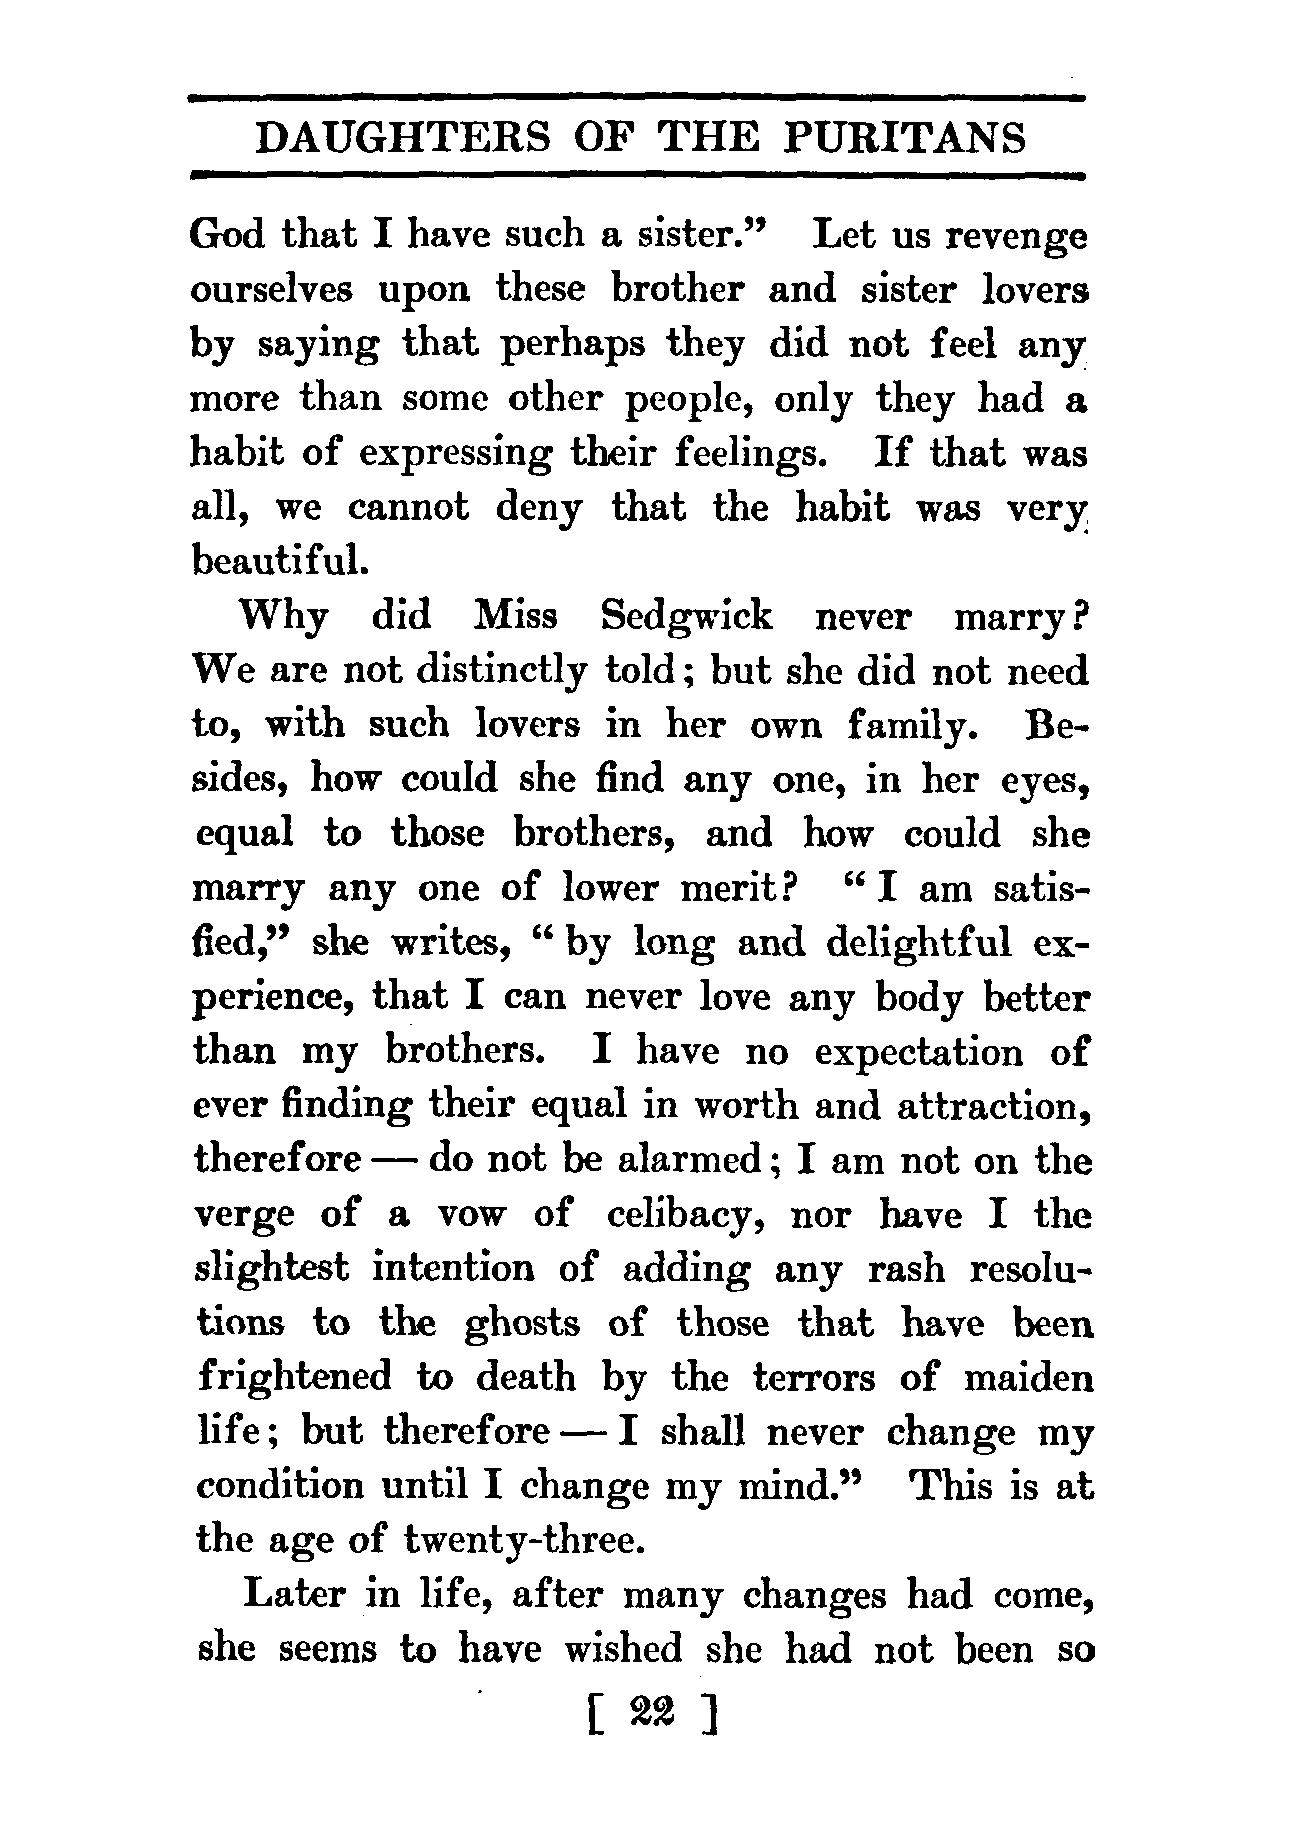 DAUGHTERS OF THE PURITANS
God that I have such a sister.” Let us revenge
ourselves upon these brother and sister lovers
by saying that perhaps they did not feel any
more than some other people, only they had a
habit of expressing their feelings. If that was
all, we cannot deny that the habit was very
beautiful.
Why did Miss Sedgwick never marry?
We are not distinctly told; but she did not need
to, with such lovers in her own family. Be-
sides, how could she find any one, in her eyes,
equal to those brothers, and how could she
marry any one of lower merit? “I am satis-
fied,” she writes, “by long and delightful ex-
perience, that I can never love any body better
than my brothers. I have no expectation of
ever finding their equal in worth and attraction,
therefore — do not be alarmed; I am not on the
verge of a vow of celibacy, nor have I the
slightest intention of adding any rash resolu-
tions to the ghosts of those that have been
frightened to death by the terrors of maiden
life; but therefore — I shall never change my
condition until I change my mind.” This is at
the age of twenty-three.
Later in life, after many changes had come,
she seems to have wished she had not been so
[ 22 ]